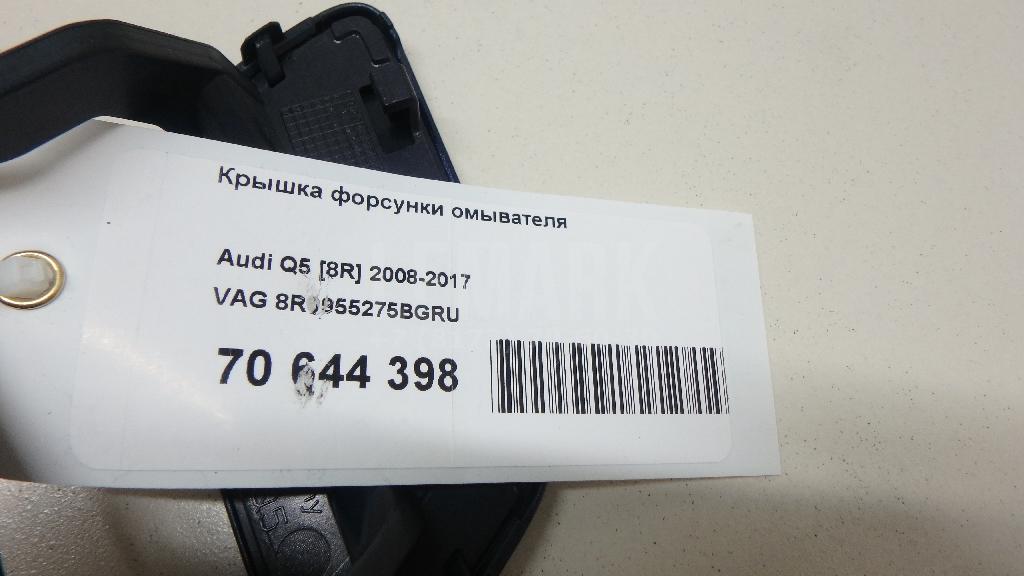 Крышка форсунки омывателя
Audi Q5 [8R] 2008-2017
VAG 8R0955275BGRU
70 644 398